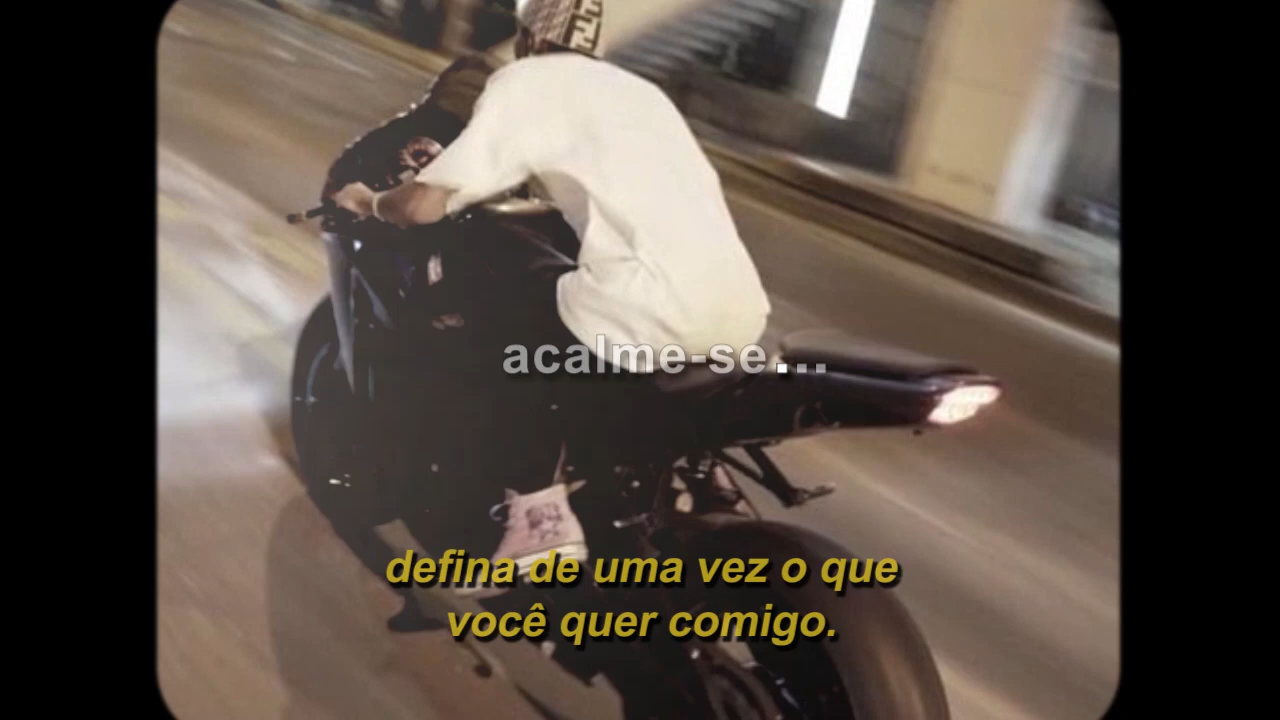 acalme-se...
defina de uma vez o que
você quer comigo.